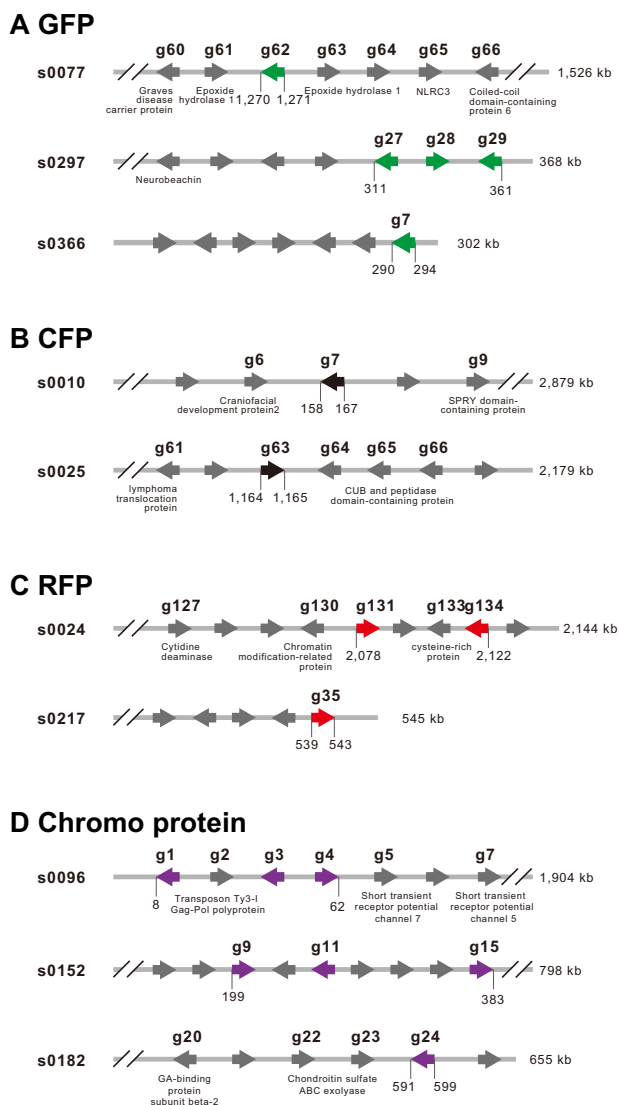 A GFP
g60 g61 g62 g63 g64 g65 g66
s0077
1,526 kb
Graves disease carrier protein
Epoxide hydrolase 1
1,270 1,271
Epoxide hydrolase 1
NLRC3
Coiled-coil domain-containing protein 6
g27 g28 g29
s0297
368 kb
Neurobeachin
311
361
g7
s0366
302 kb
290 294
B CFP
g6 g7 g9
s0010
2,879 kb
Craniofacial development protein2
158 167
SPRY domain-containing protein
g61 g63 g64 g65 g66
s0025
2,179 kb
lymphoma translocation protein
1,164 1,165
CUB and peptidase domain-containing protein
C RFP
g127 g130 g131 g133 g134
s0024
2,144 kb
Cytidine deaminase
Chromatin modification-related protein
2,078
cysteine-rich protein
2,122
g35
s0217
545 kb
539 543
D Chromo protein
g1 g2 g3 g4 g5 g7
s0096
1,904 kb
8
Transposon Ty3-I Gag-Pol polyprotein
62
Short transient receptor potential channel 7
Short transient receptor potential channel 5
g9 g11 g15
s0152
798 kb
199
383
g20 g22 g23 g24
s0182
655 kb
GA-binding protein subunit beta-2
Chondroitin sulfate ABC exolyase
591 599